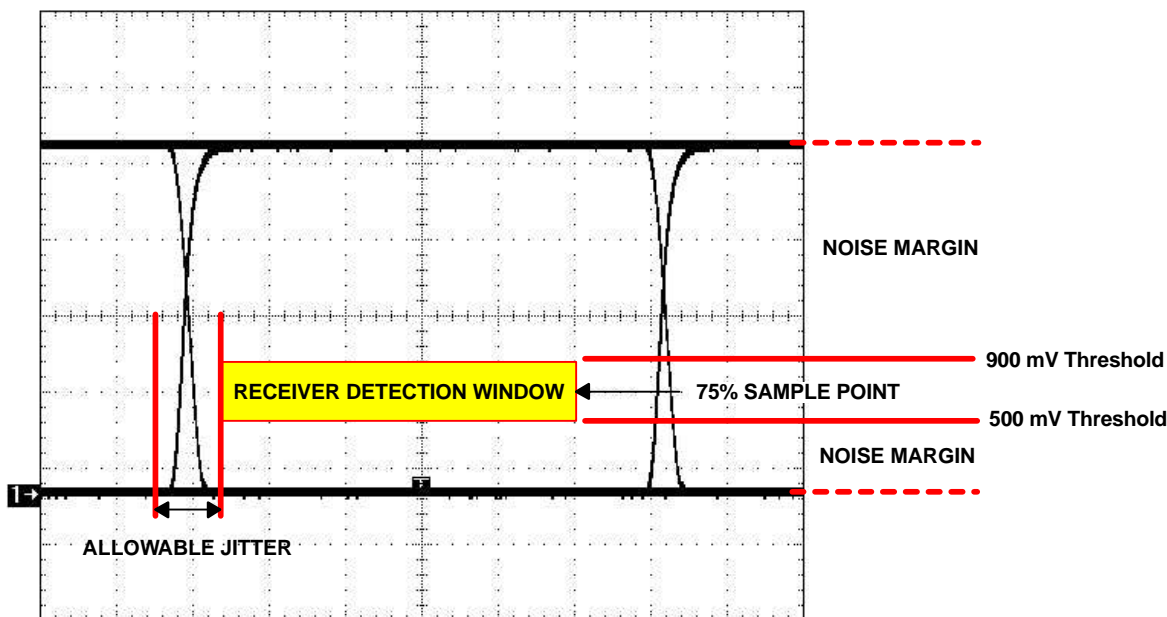 NOISE MARGIN
900 mV Threshold
RECEIVER DETECTION WINDOW
75% SAMPLE POINT
500 mV Threshold
NOISE MARGIN
1
ALLOWABLE JITTER